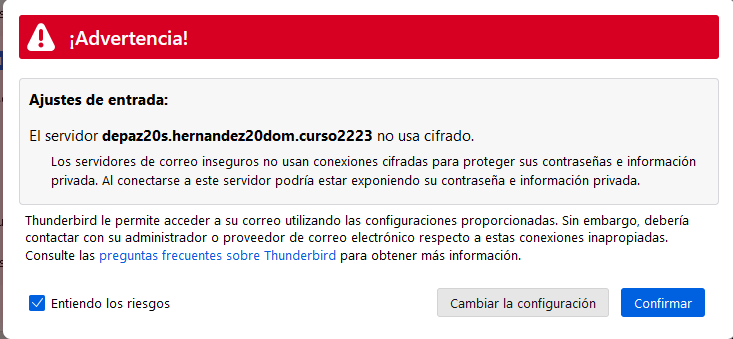 ¡Advertencia!
Ajustes de entrada:
El servidor depaz20s.hernandez20dom.curso2223 no usa cifrado.
Los servidores de correo inseguros no usan conexiones cifradas para proteger sus contraseñas e información
privada. Al conectarse a este servidor podría estar exponiendo su contraseña e información privada.
Thunderbird le permite acceder a su correo utilizando las configuraciones proporcionadas. Sin embargo, debería
contactar con su administrador o proveedor de correo electrónico respecto a estas conexiones inapropiadas.
Consulte las preguntas frecuentes sobre Thunderbird para obtener más información.
Entiendo los riesgos
Cambiar la configuración
Confirmar